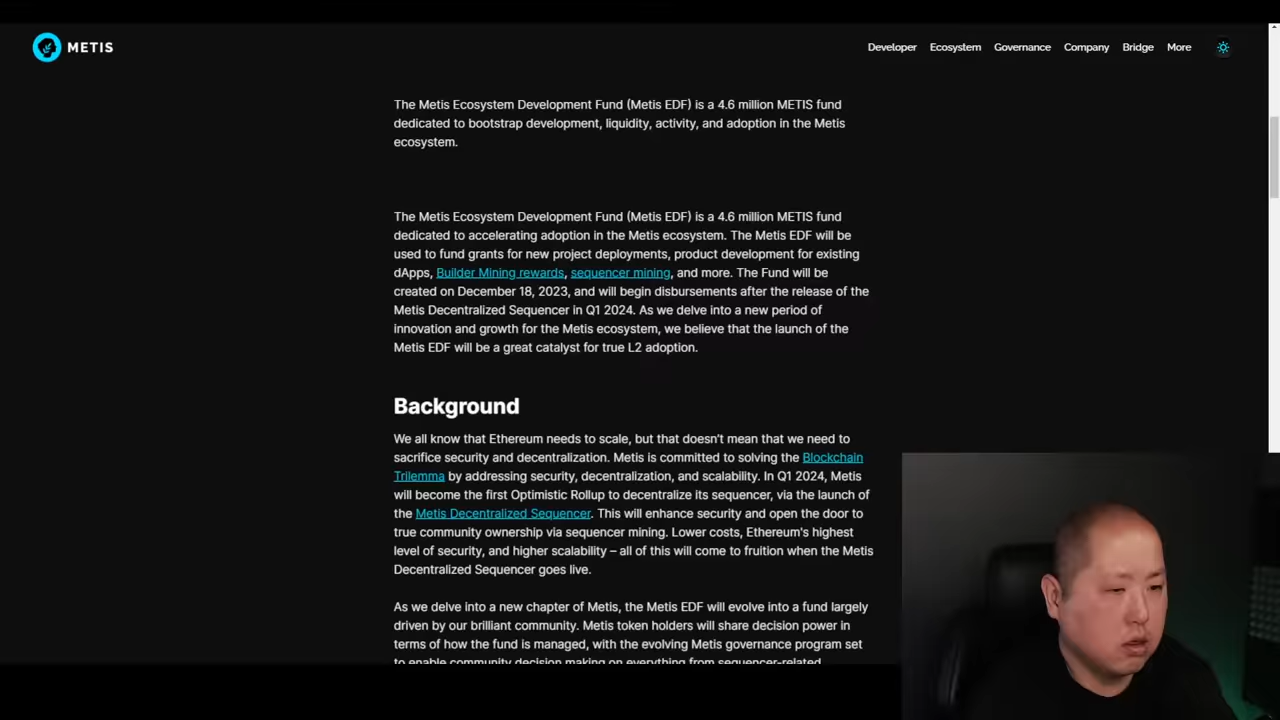 METIS
Developer Ecosystem Governance Company Bridge More
The Metis Ecosystem Development Fund (Metis EDF) is a 4.6 million METIS fund
dedicated to bootstrap development, liquidity, activity, and adoption in the Metis
ecosystem.
The Metis Ecosystem Development Fund (Metis EDF) is a 4.6 million METIS fund
dedicated to accelerating adoption in the Metis ecosystem. The Metis EDF will be
used to fund grants for new project deployments, product development for existing
dApps, Builder Mining rewards, sequencer mining, and more. The Fund will be
created on December 18, 2023, and will begin disbursements after the release of the
Metis Decentralized Sequencer in Q1 2024. As we delve into a new period of
innovation and growth for the Metis ecosystem, we believe that the launch of the
Metis EDF will be a great catalyst for true L2 adoption.
Background
We all know that Ethereum needs to scale, but that doesn't mean that we need to
sacrifice security and decentralization. Metis is committed to solving the Blockchain
Trilemma by addressing security, decentralization, and scalability. In Q1 2024, Metis
will become the first Optimistic Rollup to decentralize its sequencer, via the launch of
the Metis Decentralized Sequencer. This will enhance security and open the door to
true community ownership via sequencer mining. Lower costs, Ethereum's highest
level of security, and higher scalability – all of this will come to fruition when the Metis
Decentralized Sequencer goes live.
As we delve into a new chapter of Metis, the Metis EDF will evolve into a fund largely
driven by our brilliant community. Metis token holders will share decision power in
terms of how the fund is managed, with the evolving Metis governance program set
to enable community decision making on everything from sequencer-related